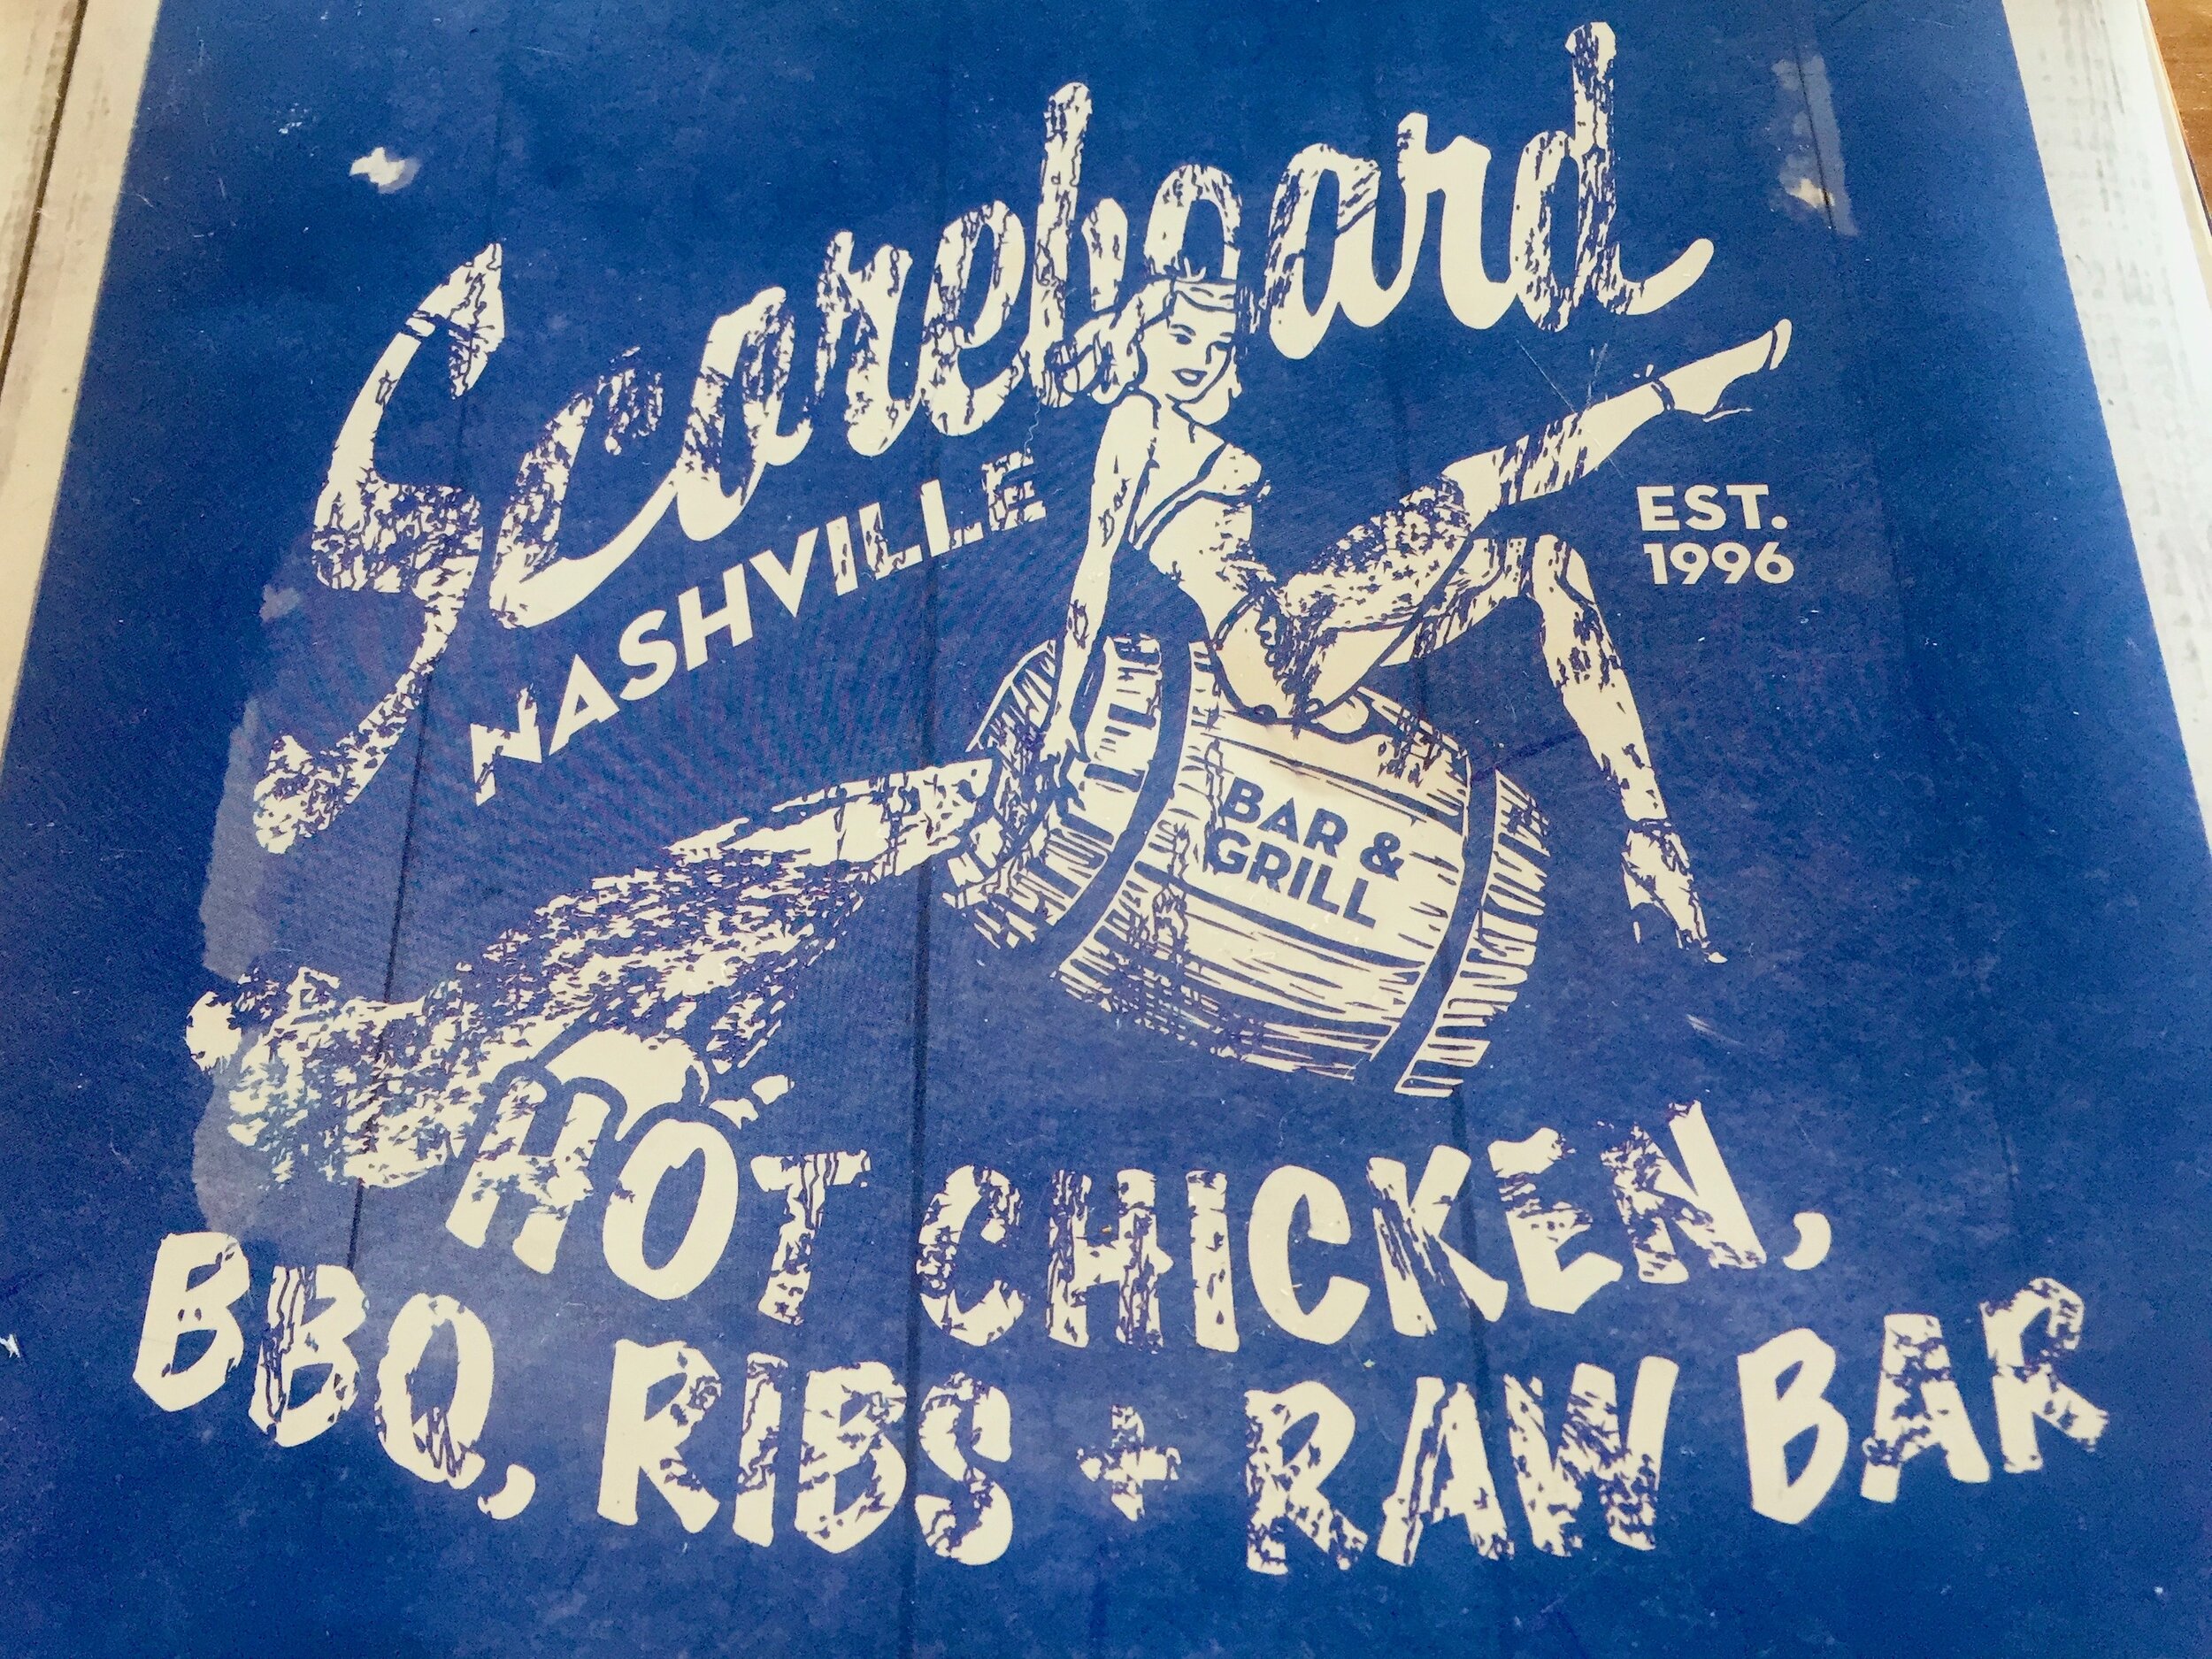 Scoreboard
NASHVILLE
EST.
1996
BAR &
GRILL
HOT CHICKEN,
BBQ, RIBS + RAW BAR